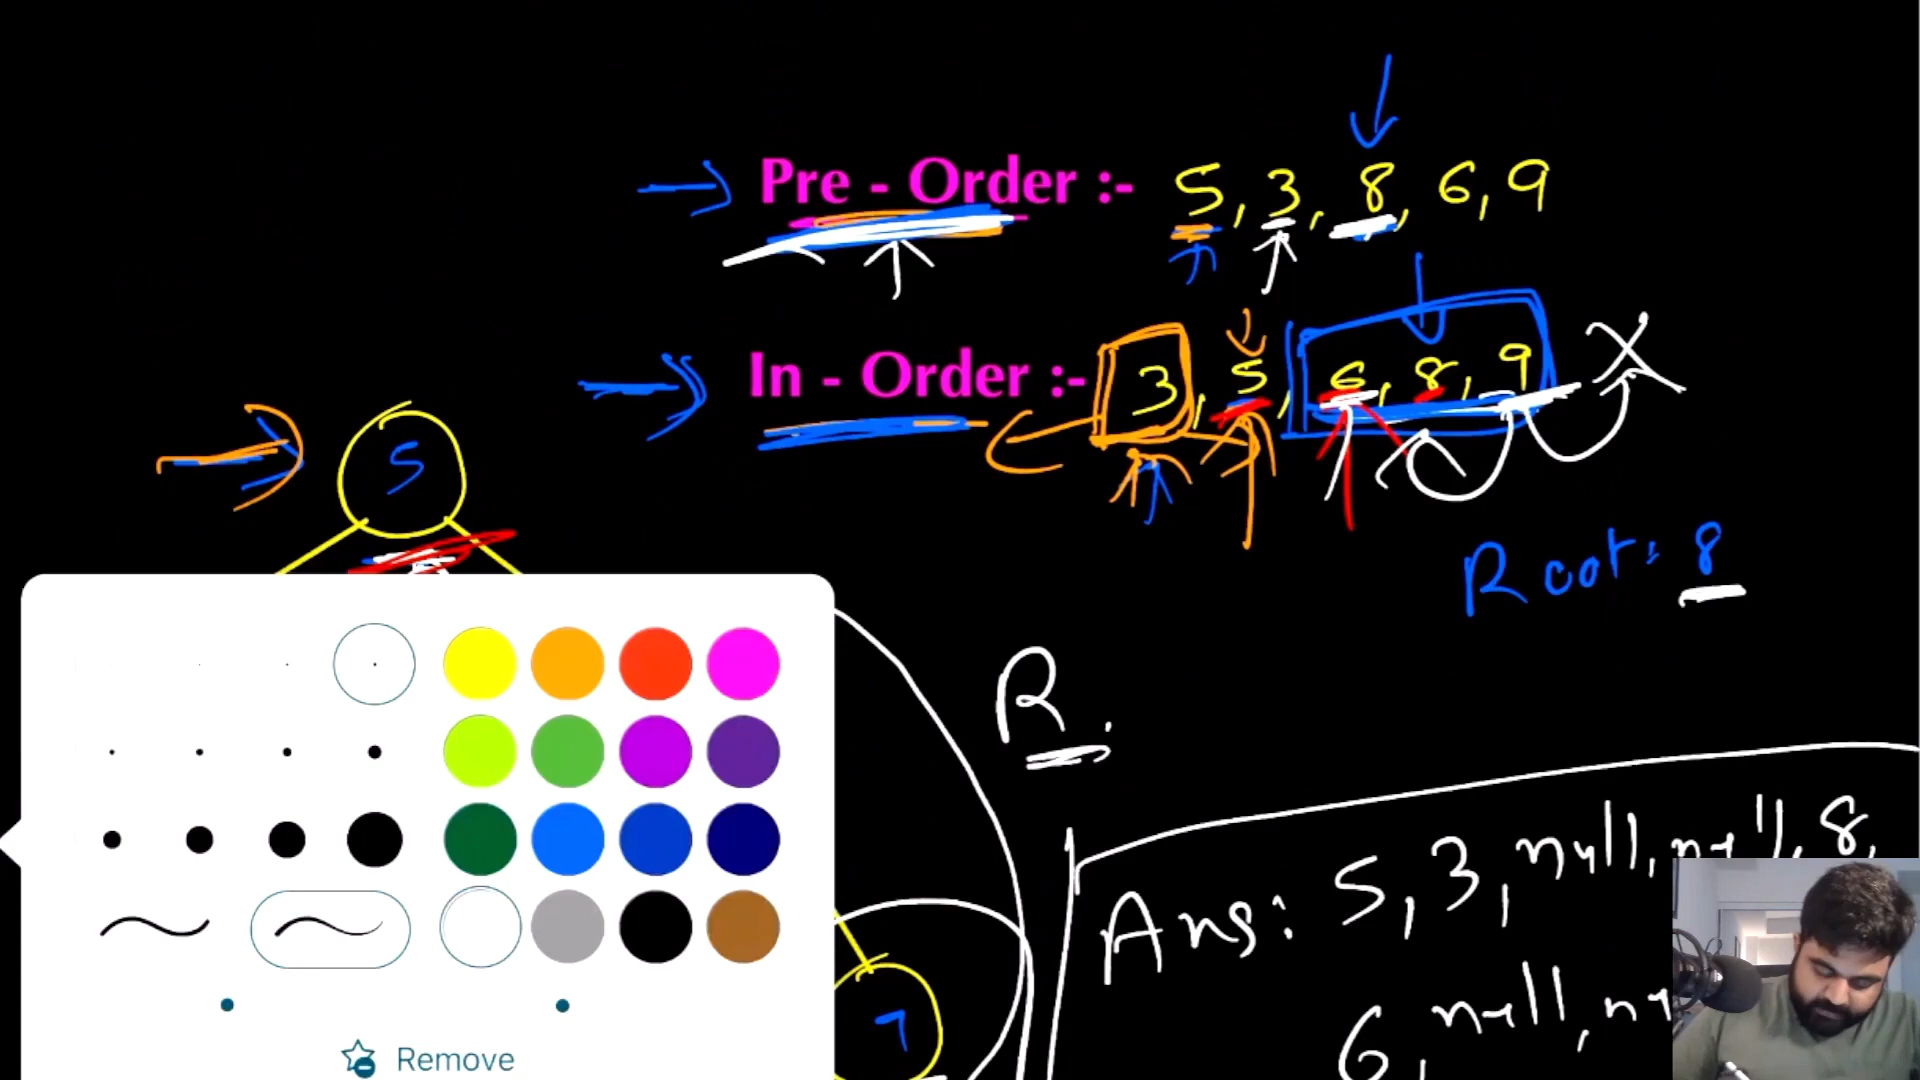 Pre - Order :- 5, 3, 8, 6, 9
In - Order :- 3, 5, 6, 8, 9
5
Root: 8
R.
Ans: 5, 3, null, null, 8,
6, null,
Remove